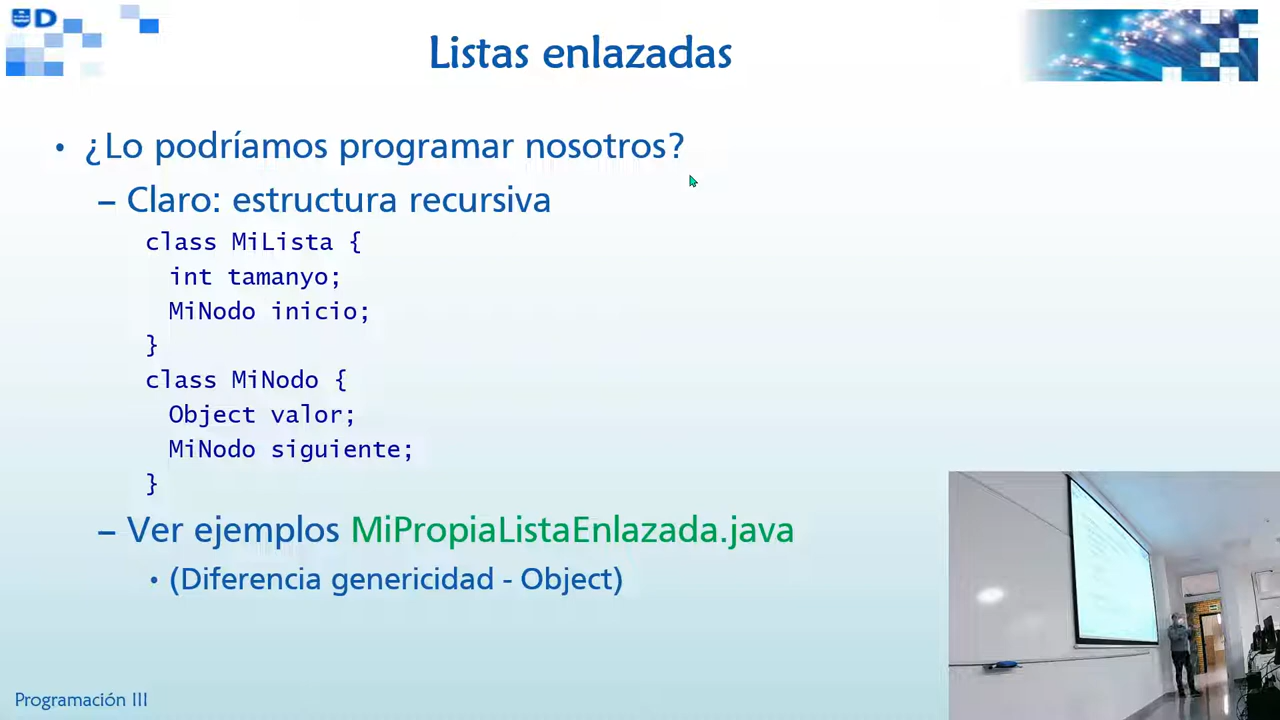 D
Listas enlazadas
• ¿Lo podríamos programar nosotros?
– Claro: estructura recursiva
class MiLista {
int tamanyo;
MiNodo inicio;
}
class MiNodo {
Object valor;
MiNodo siguiente;
}
– Ver ejemplos MiPropiaListaEnlazada.java
• (Diferencia genericidad - Object)
Programación III